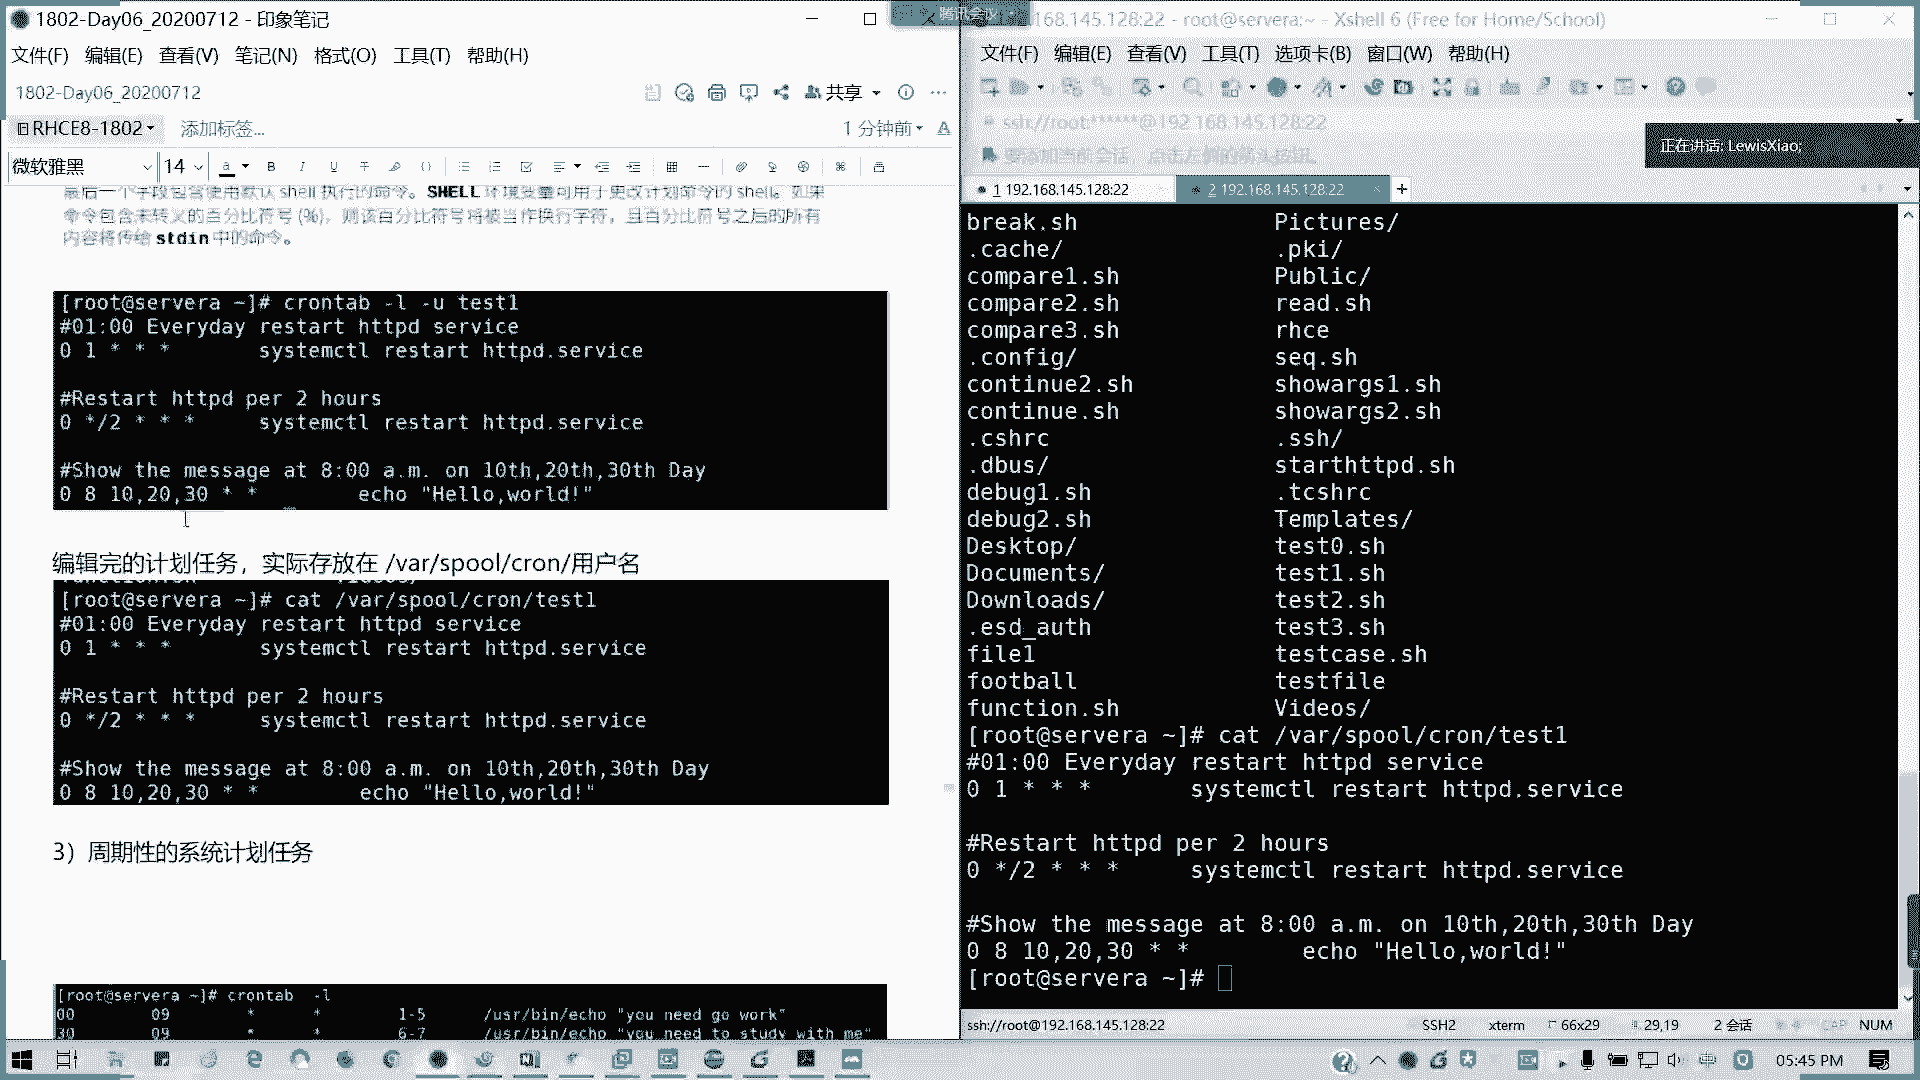 1802-Day06_20200712 - 印象笔记
文件(F) 编辑(E) 查看(V) 笔记(N) 格式(O) 工具(T) 帮助(H)
1802-Day06_20200712
共享
RHCE8-1802
添加标签...
1 分钟前
微软雅黑 14
最后一个字段包含使用默认 shell 执行的命令。SHELL 环境变量可用于更改计划命令的 shell。如果
命令包含未转义的百分比符号 (%)，则该百分比符号将被当作换行字符，且百分比符号之后的所有
内容将传给 stdin 中的命令。
[root@servera ~]# crontab -l -u test1
#01:00 Everyday restart httpd service
0 1 * * * systemctl restart httpd.service
#Restart httpd per 2 hours
0 */2 * * * systemctl restart httpd.service
#Show the message at 8:00 a.m. on 10th,20th,30th Day
0 8 10,20,30 * * echo "Hello,world!"
编辑完的计划任务，实际存放在 /var/spool/cron/用户名
[root@servera ~]# cat /var/spool/cron/test1
#01:00 Everyday restart httpd service
0 1 * * * systemctl restart httpd.service
#Restart httpd per 2 hours
0 */2 * * * systemctl restart httpd.service
#Show the message at 8:00 a.m. on 10th,20th,30th Day
0 8 10,20,30 * * echo "Hello,world!"
3）周期性的系统计划任务
[root@servera ~]# crontab -l
00 09 * * 1-5 /usr/bin/echo "you need go work"
30 09 * * 6-7 /usr/bin/echo "you need to study with me"
腾讯会议
168.145.128:22 - root@servera:~ - Xshell 6 (Free for Home/School)
文件(F) 编辑(E) 查看(V) 工具(T) 选项卡(B) 窗口(W) 帮助(H)
ssh://root:******@192.168.145.128:22
要添加当前会话，点击左侧的箭头按钮。
正在讲话: LewisXiao;
1 192.168.145.128:22
2 192.168.145.128:22
break.sh Pictures/
.cache/ .pki/
compare1.sh Public/
compare2.sh read.sh
compare3.sh rhce
.config/ seq.sh
continue2.sh showargs1.sh
continue.sh showargs2.sh
.cshrc .ssh/
.dbus/ starthttpd.sh
debug1.sh .tcshrc
debug2.sh Templates/
Desktop/ test0.sh
Documents/ test1.sh
Downloads/ test2.sh
.esd_auth test3.sh
file1 testcase.sh
football testfile
function.sh Videos/
[root@servera ~]# cat /var/spool/cron/test1
#01:00 Everyday restart httpd service
0 1 * * * systemctl restart httpd.service
#Restart httpd per 2 hours
0 */2 * * * systemctl restart httpd.service
#Show the message at 8:00 a.m. on 10th,20th,30th Day
0 8 10,20,30 * * echo "Hello,world!"
[root@servera ~]#
ssh://root@192.168.145.128:22 SSH2 xterm 66x29 29,19 2 会话 CAP NUM
中
05:45 PM